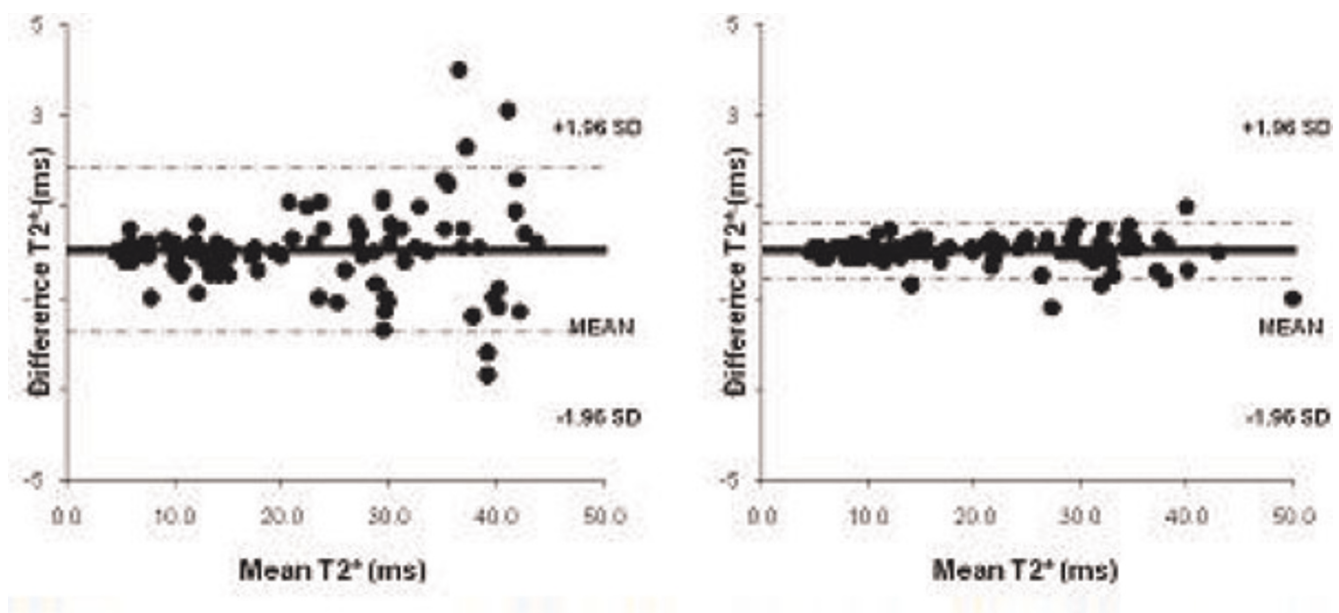 5
3
-1
-5
Difference T2* (ms)
+1.96 SD
MEAN
-1.96 SD
0.0 10.0 20.0 30.0 40.0 50.0
Mean T2* (ms)
5
3
-1
-5
Difference T2* (ms)
+1.96 SD
MEAN
-1.96 SD
0.0 10.0 20.0 30.0 40.0 50.0
Mean T2* (ms)